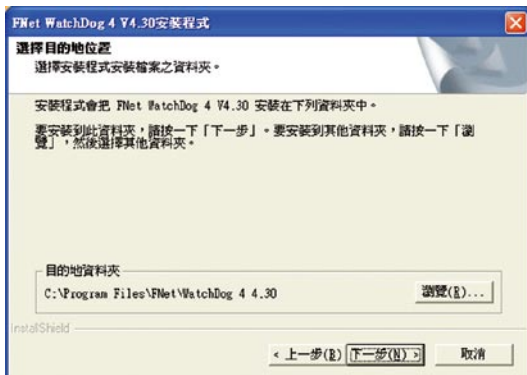 FNet WatchDog 4 V4.30安裝程式
選擇目的地位置
選擇安裝程式安裝檔案之資料夾。
安裝程式會把 FNet WatchDog 4 V4.30 安裝在下列資料夾中。
要安裝到此資料夾，請按一下「下一步」。要安裝到其他資料夾，請按一下「瀏
覽」，然後選擇其他資料夾。
目的地資料夾
C:\Program Files\FNet\WatchDog 4 4.30
瀏覽(R)...
InstallShield
< 上一步(B)
下一步(N) >
取消